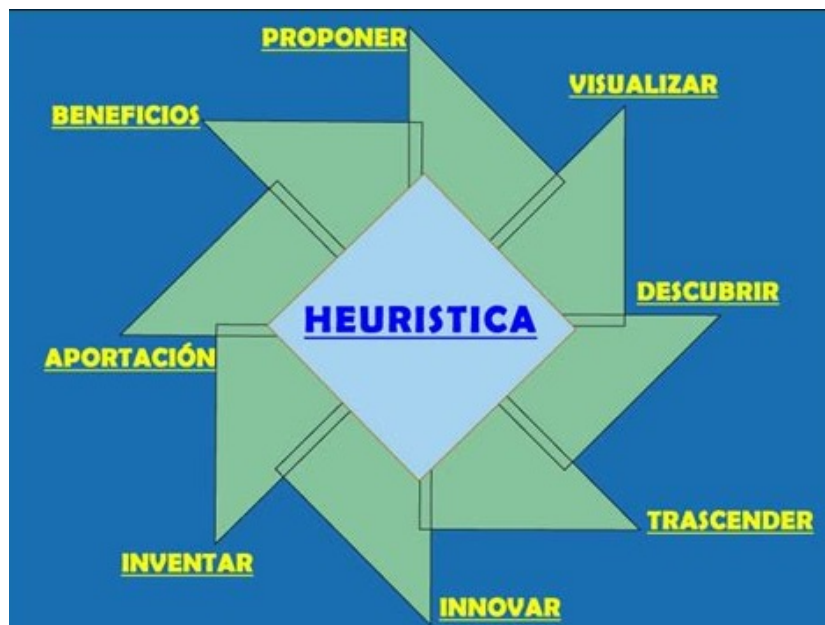 PROPONER
VISUALIZAR
BENEFICIOS
DESCUBRIR
HEURISTICA
APORTACIÓN
TRASCENDER
INVENTAR
INNOVAR